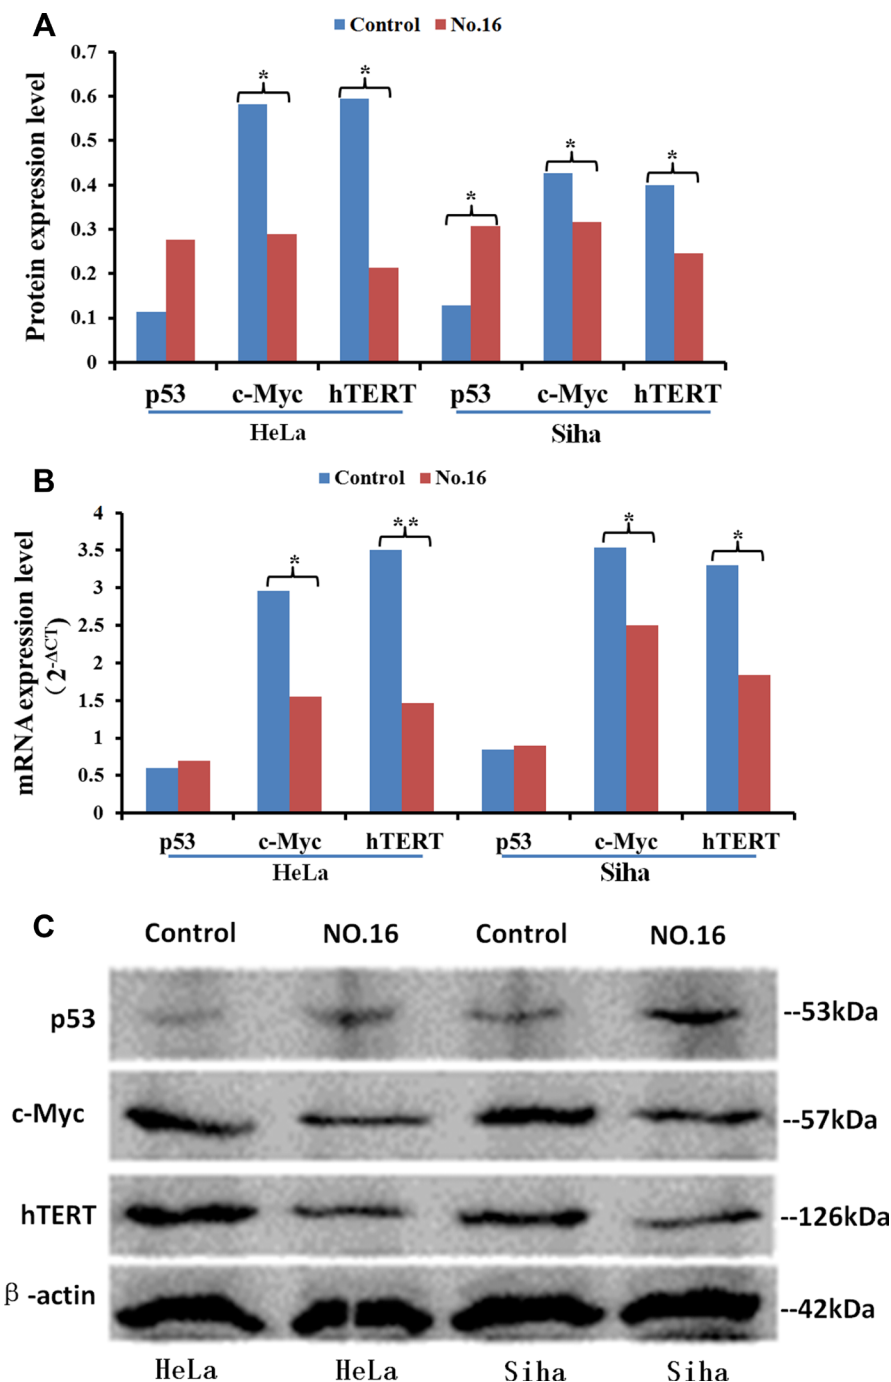 A
Control No.16
Protein expression level
0.7
0.6
0.5
0.4
0.3
0.2
0.1
0
* * * * *
p53 c-Myc hTERT p53 c-Myc hTERT
HeLa Siha
B
Control No.16
mRNA expression level
(2-ΔCT)
4
3.5
3
2.5
2
1.5
1
0.5
0
* ** * *
p53 c-Myc hTERT p53 c-Myc hTERT
HeLa Siha
C
Control NO.16 Control NO.16
p53 --53kDa
c-Myc --57kDa
hTERT --126kDa
β-actin --42kDa
HeLa HeLa Siha Siha